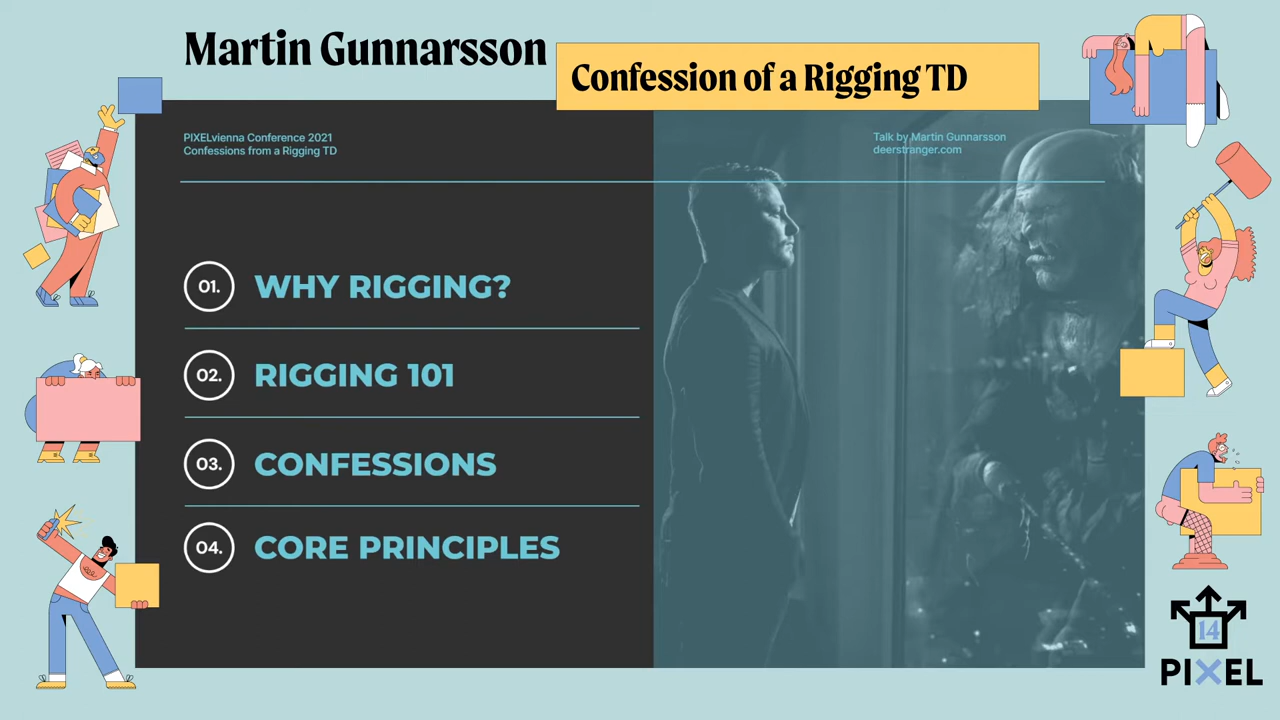 Martin Gunnarsson
Confession of a Rigging TD
PIXELvienna Conference 2021
Confessions from a Rigging TD
Talk by Martin Gunnarsson
deerstranger.com
01. WHY RIGGING?
02. RIGGING 101
03. CONFESSIONS
04. CORE PRINCIPLES
14
PIXEL